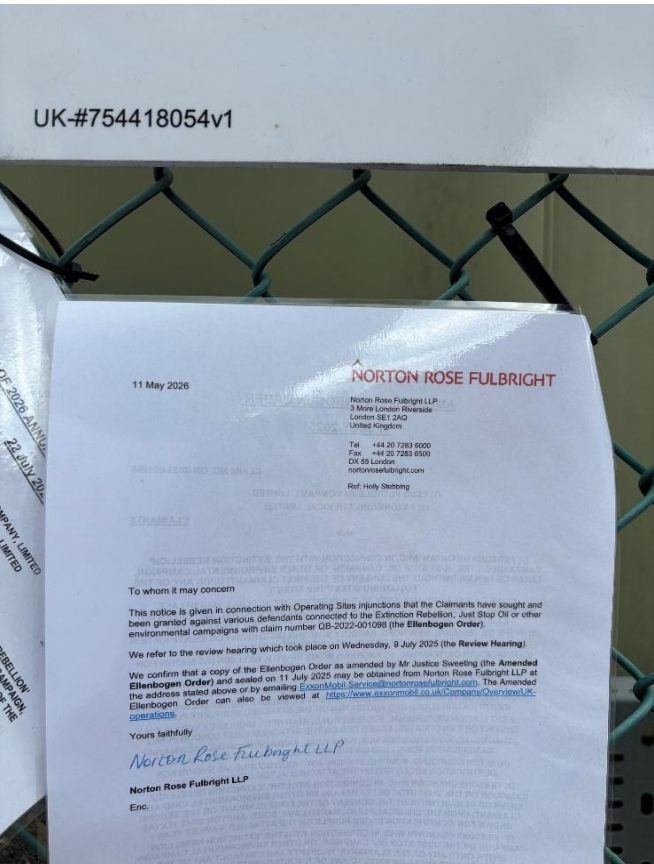 UK-#754418054v1
OF 2026 ANNU
22 July 202
MPANY, LIMITED
LIMITED
REBELLION'
CAMPAIGN
OF THE
11 May 2026
NORTON ROSE FULBRIGHT
Norton Rose Fulbright LLP
3 More London Riverside
London SE1 2AQ
United Kingdom
Tel +44 20 7283 6000
Fax +44 20 7283 6500
DX 85 London
nortonrosefulbright.com
Ref: Holly Stebbing
To whom it may concern
This notice is given in connection with Operating Sites injunctions that the Claimants have sought and
been granted against various defendants connected to the Extinction Rebellion, Just Stop Oil or other
environmental campaigns with claim number QB-2022-001098 (the Ellenbogen Order).
We refer to the review hearing which took place on Wednesday, 9 July 2025 (the Review Hearing).
We confirm that a copy of the Ellenbogen Order as amended by Mr Justice Sweeting (the Amended
Ellenbogen Order) and sealed on 11 July 2025 may be obtained from Norton Rose Fulbright LLP at
the address stated above or by emailing ExxonMobil.Service@nortonrosefulbright.com. The Amended
Ellenbogen Order can also be viewed at https://www.exxonmobil.co.uk/Company/Overview/UK-
operations.
Yours faithfully
Norton Rose Fulbright LLP
Norton Rose Fulbright LLP
Enc.